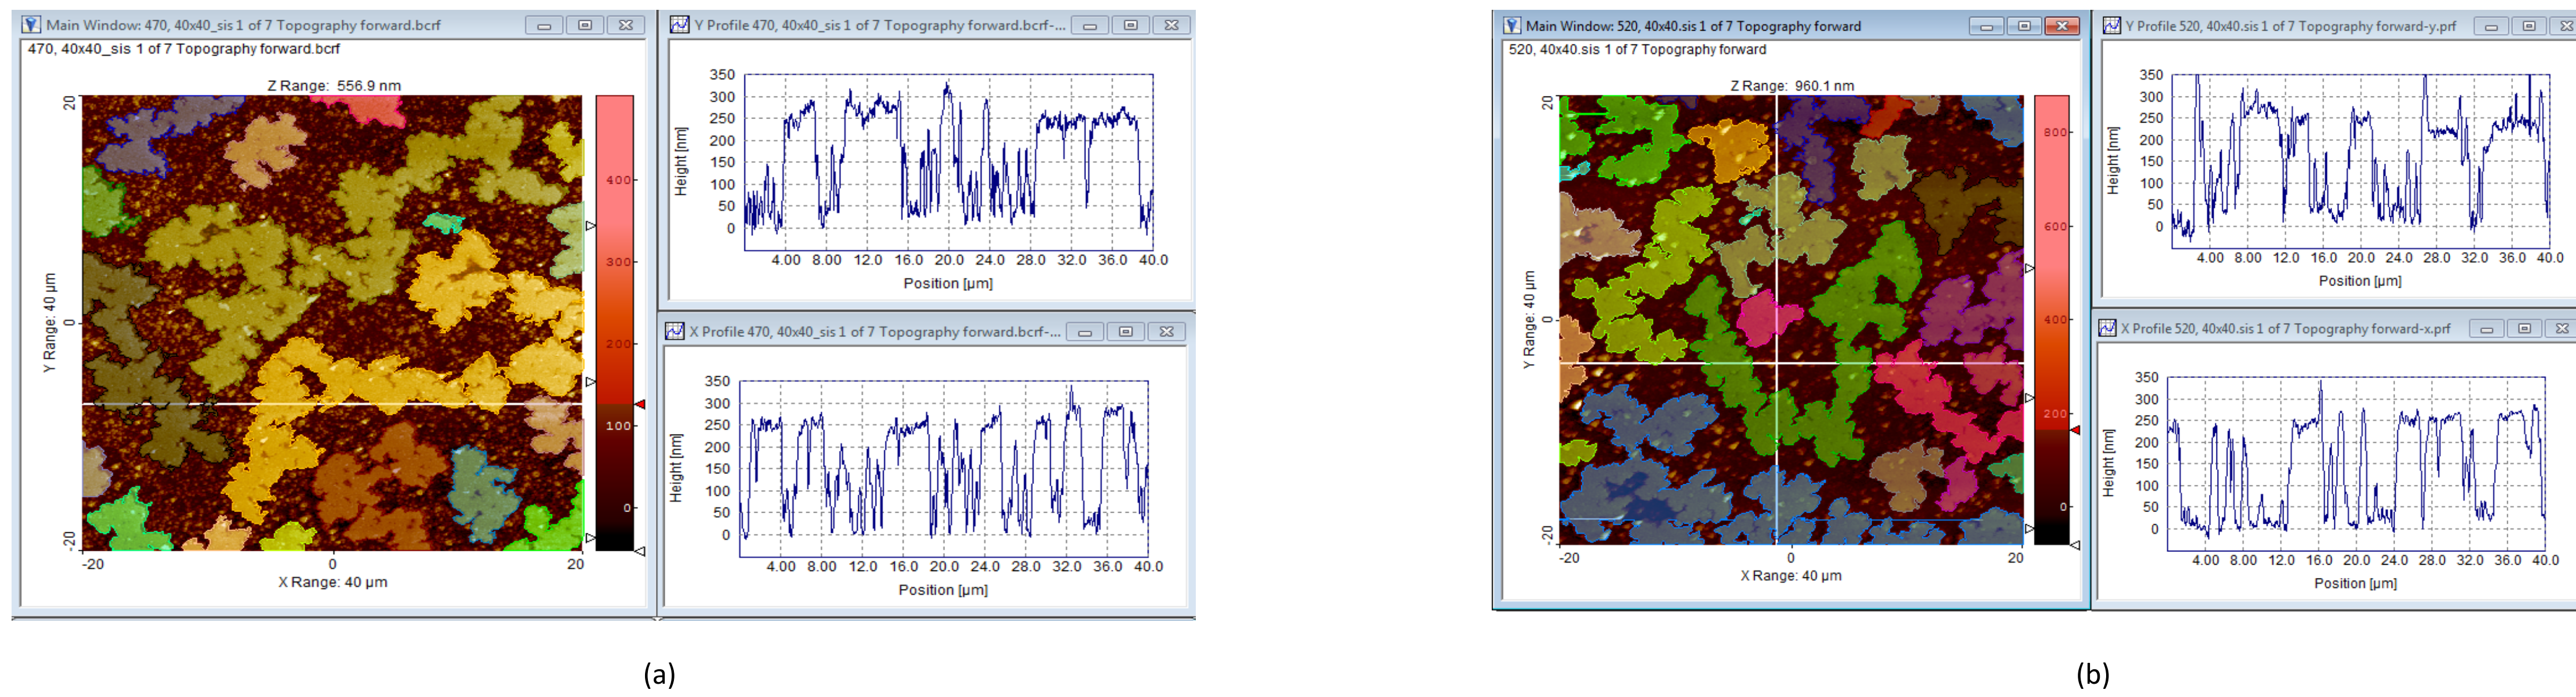 Main Window: 470, 40x40_sis 1 of 7 Topography forward.bcrf
470, 40x40_sis 1 of 7 Topography forward.bcrf
Z Range: 556.9 nm
20
0
-20
Y Range: 40 µm
-20 0 20
X Range: 40 µm
400
300
200
100
0
Y Profile 470, 40x40_sis 1 of 7 Topography forward.bcrf-...
350
300
250
200
150
100
50
0
Height [nm]
4.00 8.00 12.0 16.0 20.0 24.0 28.0 32.0 36.0 40.0
Position [µm]
X Profile 470, 40x40_sis 1 of 7 Topography forward.bcrf-...
350
300
250
200
150
100
50
0
Height [nm]
4.00 8.00 12.0 16.0 20.0 24.0 28.0 32.0 36.0 40.0
Position [µm]
(a)
Main Window: 520, 40x40.sis 1 of 7 Topography forward
520, 40x40.sis 1 of 7 Topography forward
Z Range: 960.1 nm
20
0
-20
Y Range: 40 µm
-20 0 20
X Range: 40 µm
800
600
400
200
0
Y Profile 520, 40x40.sis 1 of 7 Topography forward-y.prf
350
300
250
200
150
100
50
0
Height [nm]
4.00 8.00 12.0 16.0 20.0 24.0 28.0 32.0 36.0 40.0
Position [µm]
X Profile 520, 40x40.sis 1 of 7 Topography forward-x.prf
350
300
250
200
150
100
50
0
Height [nm]
4.00 8.00 12.0 16.0 20.0 24.0 28.0 32.0 36.0 40.0
Position [µm]
(b)